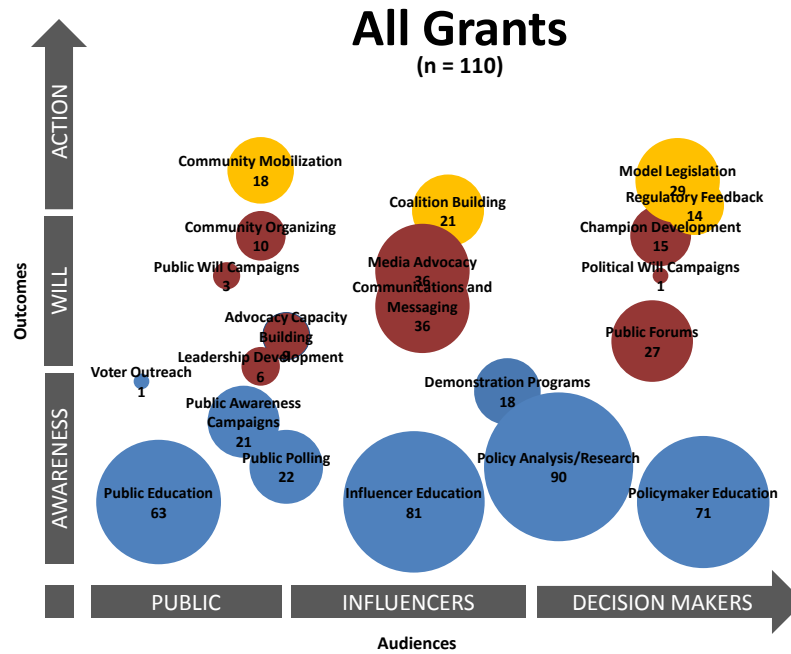 All Grants
(n = 110)
ACTION
WILL
AWARENESS
Outcomes
Community Mobilization
18
Community Organizing
10
Public Will Campaigns
3
Advocacy Capacity
Building
Leadership Development
6
Voter Outreach
1
Public Awareness
Campaigns
21
Public Polling
22
Public Education
63
Coalition Building
21
Media Advocacy
36
Communications and
Messaging
36
Demonstration Programs
18
Policy Analysis/Research
90
Influencer Education
81
Model Legislation
29
Regulatory Feedback
14
Champion Development
15
Political Will Campaigns
1
Public Forums
27
Policymaker Education
71
PUBLIC
INFLUENCERS
DECISION MAKERS
Audiences